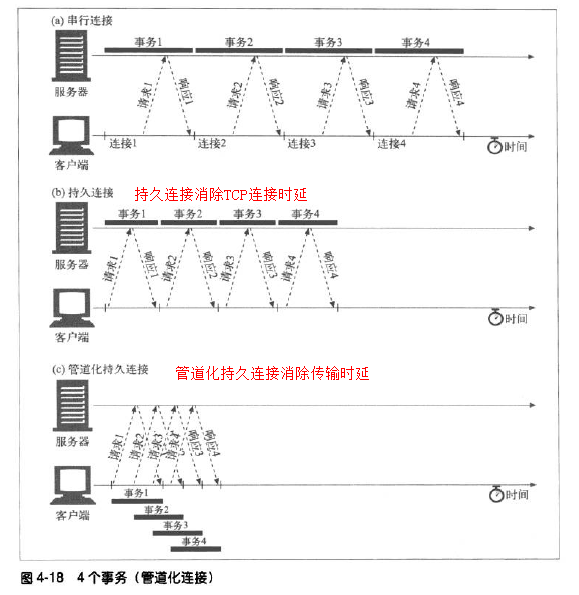 (a) 串行连接
事务1 事务2 事务3 事务4
服务器
请求1 响应1 请求2 响应2 请求3 响应3 请求4 响应4
连接1 连接2 连接3 连接4 时间
客户端
(b) 持久连接 持久连接消除TCP连接时延
事务1 事务2 事务3 事务4
服务器
请求1 响应1 请求2 响应2 请求3 响应3 请求4 响应4
时间
客户端
(c) 管道化持久连接 管道化持久连接消除传输时延
服务器
请求1 请求2 请求3 请求4 响应3 响应4
事务1 时间
客户端 事务2
事务3
事务4
图 4-18 4 个事务（管道化连接）